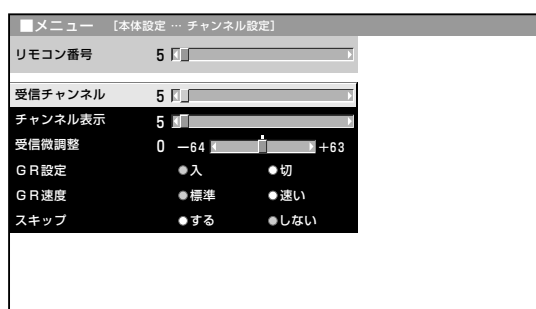 ■メニュー [本体設定 … チャンネル設定]
リモコン番号 5
受信チャンネル 5
チャンネル表示 5
受信微調整 0 −64 +63
GR設定 ●入 ●切
GR速度 ●標準 ●速い
スキップ ●する ●しない